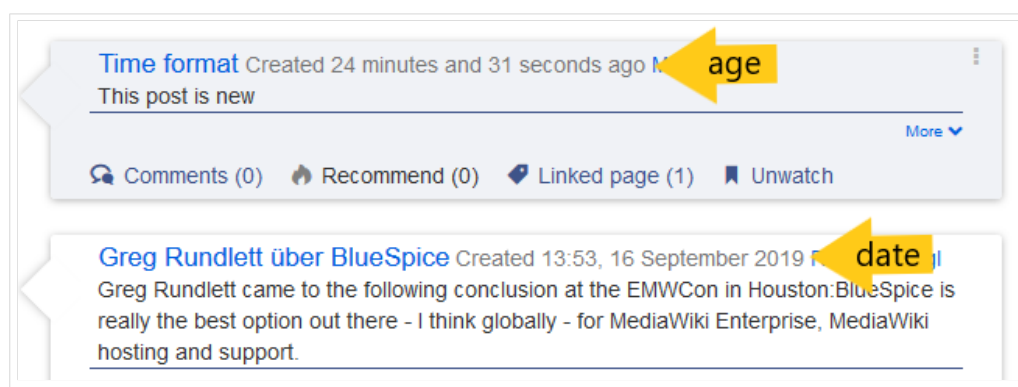 Time format Created 24 minutes and 31 seconds ago
age
This post is new
More
Comments (0) Recommend (0) Linked page (1) Unwatch
Greg Rundlett über BlueSpice Created 13:53, 16 September 2019
date
Greg Rundlett came to the following conclusion at the EMWCon in Houston:BlueSpice is
really the best option out there - I think globally - for MediaWiki Enterprise, MediaWiki
hosting and support.